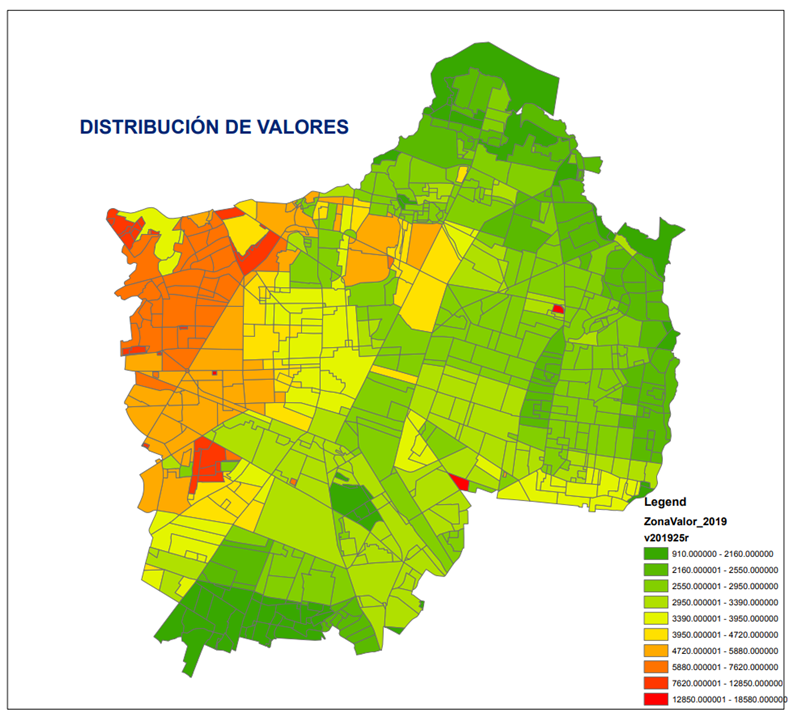 DISTRIBUCIÓN DE VALORES
Legend
ZonaValor_2019
v201925r
910.000000 - 2160.000000
2160.000001 - 2550.000000
2550.000001 - 2950.000000
2950.000001 - 3390.000000
3390.000001 - 3950.000000
3950.000001 - 4720.000000
4720.000001 - 5880.000000
5880.000001 - 7620.000000
7620.000001 - 12850.000000
12850.000001 - 18580.000000